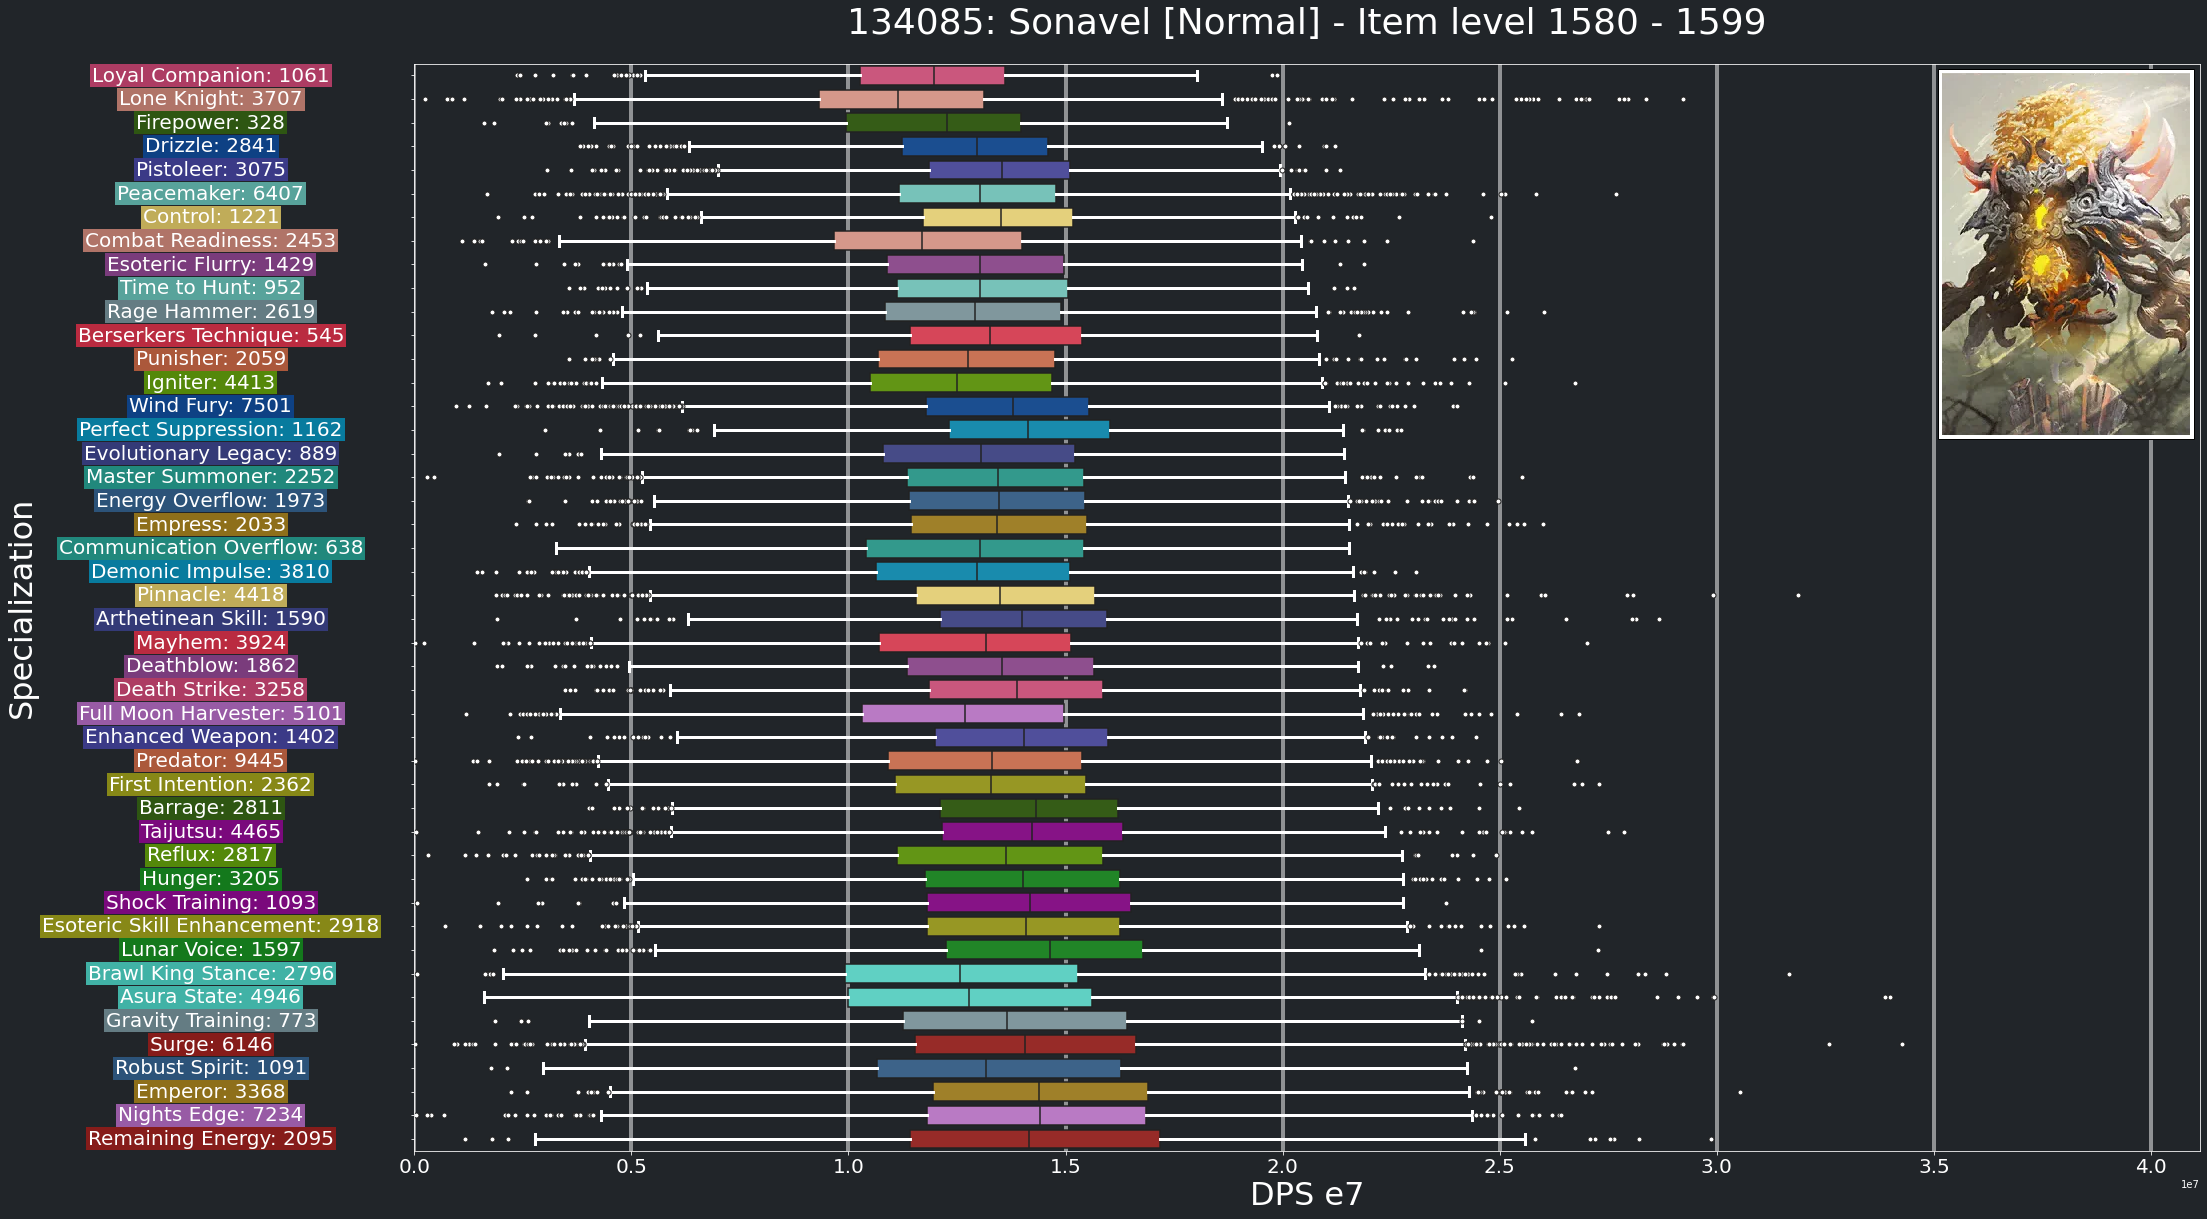 134085: Sonavel [Normal] - Item level 1580 - 1599
Specialization
Loyal Companion: 1061
Lone Knight: 3707
Firepower: 328
Drizzle: 2841
Pistoleer: 3075
Peacemaker: 6407
Control: 1221
Combat Readiness: 2453
Esoteric Flurry: 1429
Time to Hunt: 952
Rage Hammer: 2619
Berserkers Technique: 545
Punisher: 2059
Igniter: 4413
Wind Fury: 7501
Perfect Suppression: 1162
Evolutionary Legacy: 889
Master Summoner: 2252
Energy Overflow: 1973
Empress: 2033
Communication Overflow: 638
Demonic Impulse: 3810
Pinnacle: 4418
Arthetinean Skill: 1590
Mayhem: 3924
Deathblow: 1862
Death Strike: 3258
Full Moon Harvester: 5101
Enhanced Weapon: 1402
Predator: 9445
First Intention: 2362
Barrage: 2811
Taijutsu: 4465
Reflux: 2817
Hunger: 3205
Shock Training: 1093
Esoteric Skill Enhancement: 2918
Lunar Voice: 1597
Brawl King Stance: 2796
Asura State: 4946
Gravity Training: 773
Surge: 6146
Robust Spirit: 1091
Emperor: 3368
Nights Edge: 7234
Remaining Energy: 2095
0.0 0.5 1.0 1.5 2.0 2.5 3.0 3.5 4.0
1e7
DPS e7